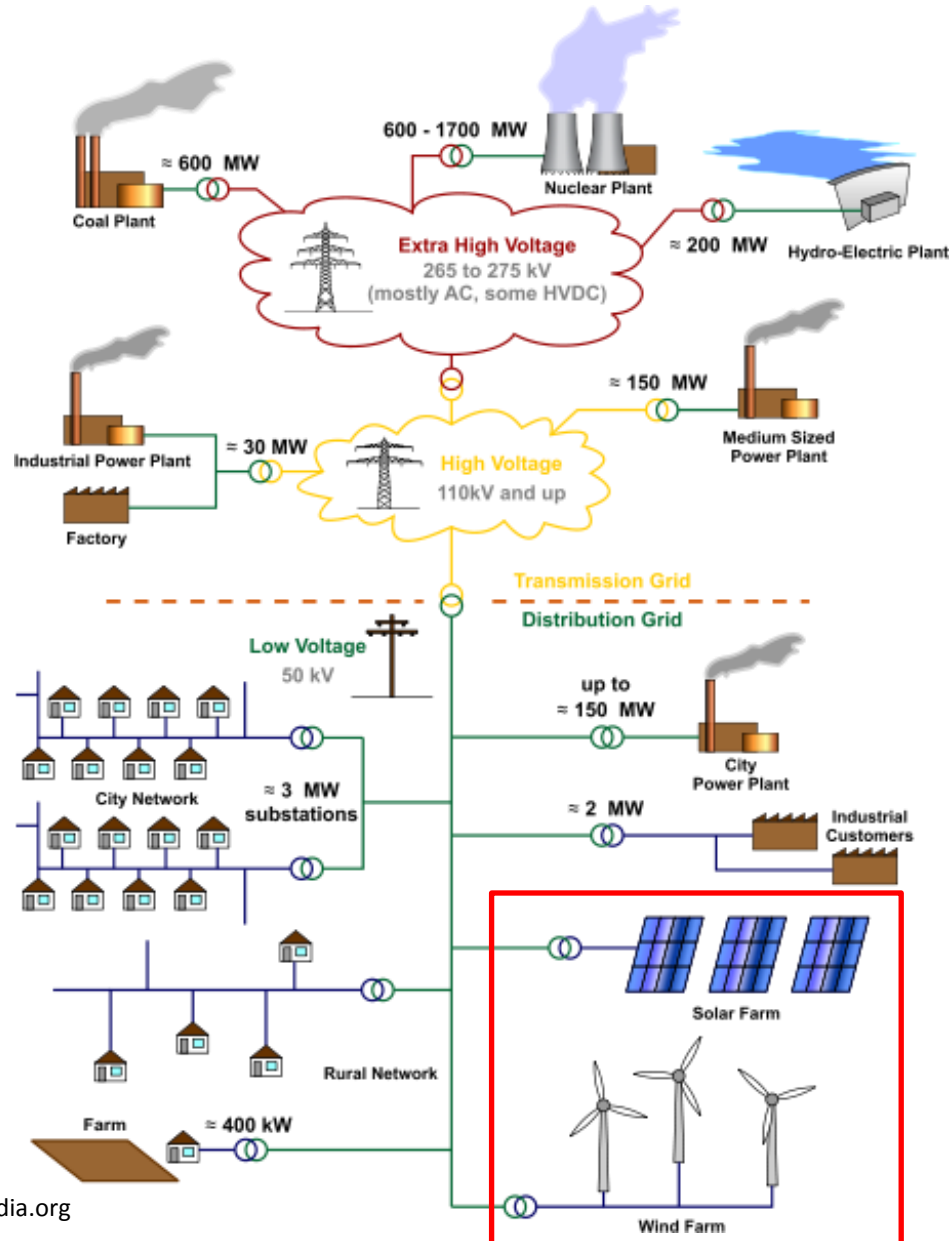 600 - 1700 MW
≈ 600 MW
Nuclear Plant
Coal Plant
≈ 200 MW
Hydro-Electric Plant
Extra High Voltage
265 to 275 kV
(mostly AC, some HVDC)
≈ 150 MW
Medium Sized
Power Plant
≈ 30 MW
Industrial Power Plant
Factory
High Voltage
110kV and up
Transmission Grid
Distribution Grid
Low Voltage
50 kV
up to
≈ 150 MW
City
Power Plant
City Network
≈ 3 MW
substations
≈ 2 MW
Industrial
Customers
Solar Farm
Rural Network
Farm
≈ 400 kW
Wind Farm
dia.org